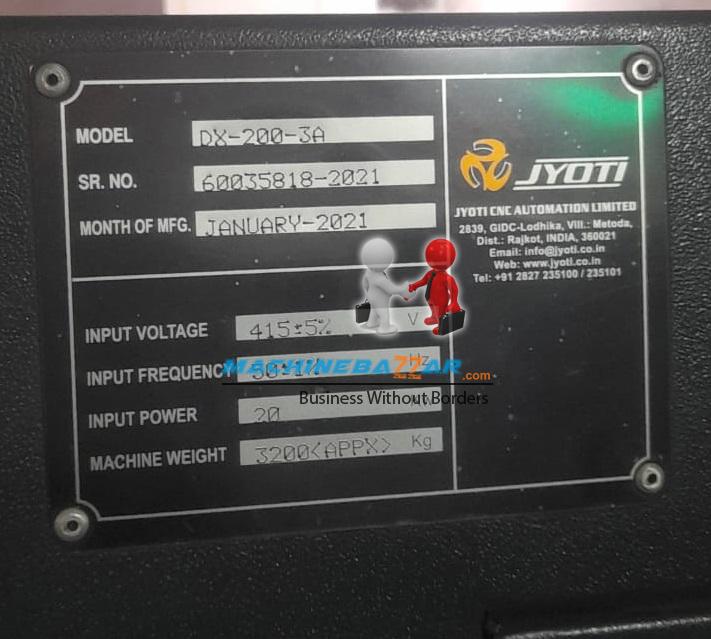 MODEL DX-200-3A
SR. NO. 60035818-2021
MONTH OF MFG. JANUARY-2021
INPUT VOLTAGE 415±5% V
INPUT FREQUENCY Hz
INPUT POWER 20
MACHINE WEIGHT 3200<APPX> Kg
JYOTI
JYOTI CNC AUTOMATION LIMITED
2839, GIDC-Lodhika, Vill.: Metoda,
Dist.: Rajkot, INDIA, 360021
Email: info@jyoti.co.in
Web: www.jyoti.co.in
Tel: +91 2827 235100 / 235101
MACHINEBAZZAR.com
Business Without Borders